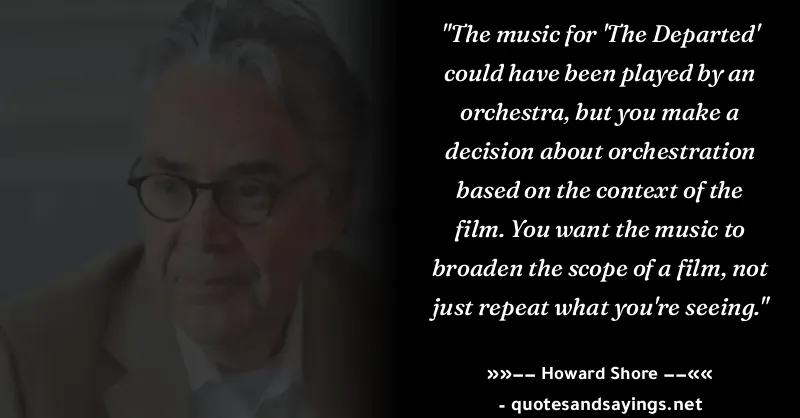 "The music for 'The Departed'
could have been played by an
orchestra, but you make a
decision about orchestration
based on the context of the
film. You want the music to
broaden the scope of a film, not
just repeat what you're seeing."
»»−− Howard Shore −−««
- quotesandsayings.net